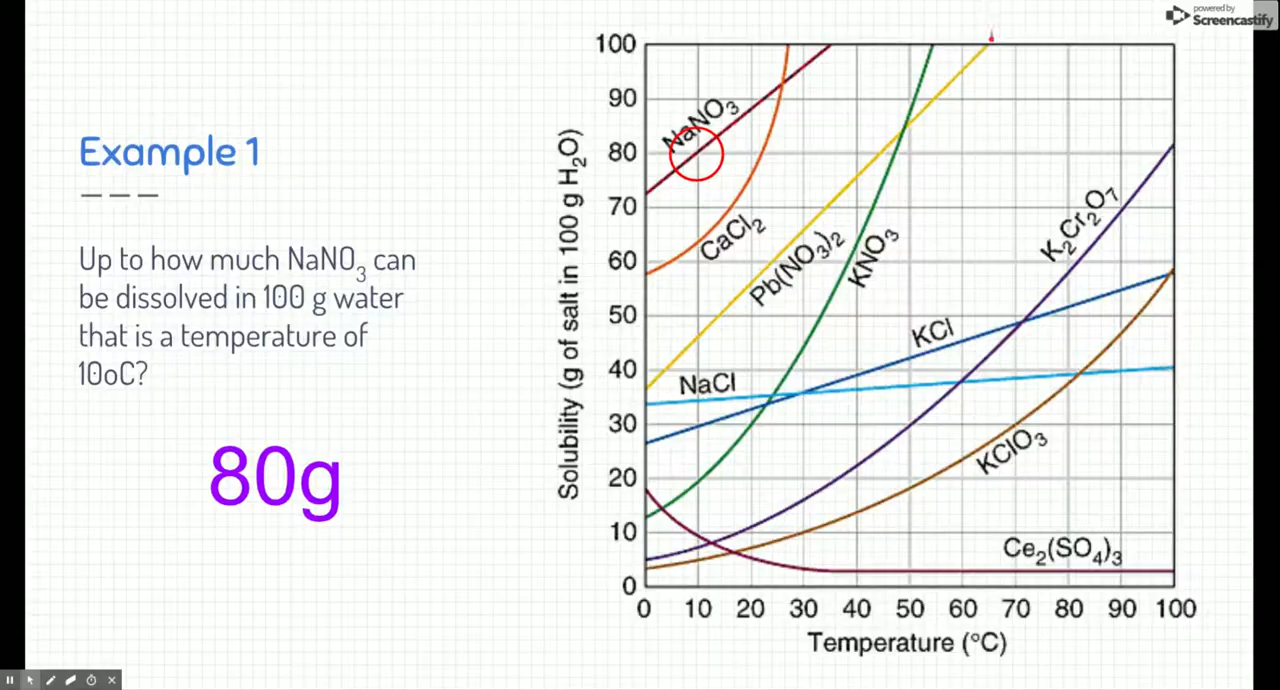 powered by
Screencastify
Example 1
Up to how much NaNO3 can
be dissolved in 100 g water
that is a temperature of
10oC?
80g
Solubility (g of salt in 100 g H2O)
100
90
80
70
60
50
40
30
20
10
0
NaNO3
CaCl2
Pb(NO3)2
KNO3
K2Cr2O7
KCl
NaCl
KClO3
Ce2(SO4)3
0 10 20 30 40 50 60 70 80 90 100
Temperature (°C)